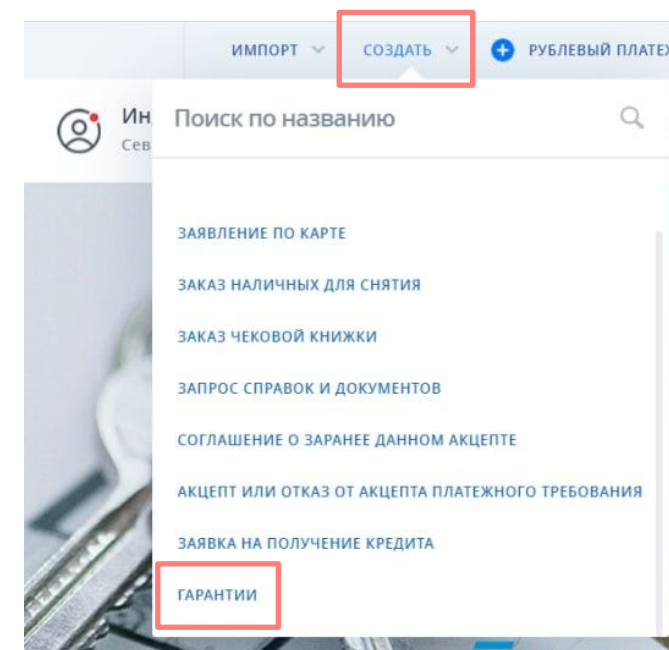 ИМПОРТ СОЗДАТЬ РУБЛЕВЫЙ
Поиск по названию
ЗАЯВЛЕНИЕ ПО КАРТЕ
ЗАКАЗ НАЛИЧНЫХ ДЛЯ СНЯТИЯ
ЗАКАЗ ЧЕКОВОЙ КНИЖКИ
ЗАПРОС СПРАВОК И ДОКУМЕНТОВ
СОГЛАШЕНИЕ О ЗАРАНЕЕ ДАННОМ АКЦЕПТЕ
АКЦЕПТ ИЛИ ОТКАЗ ОТ АКЦЕПТА ПЛАТЕЖНОГО ТРЕБОВАНИЯ
ЗАЯВКА НА ПОЛУЧЕНИЕ КРЕДИТА
ГАРАНТИИ